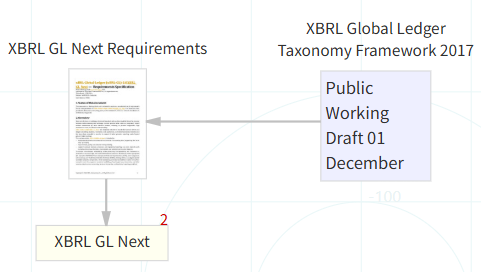 XBRL Global Ledger
Taxonomy Framework 2017
XBRL GL Next Requirements
Public
Working
Draft 01
December
-100
2
XBRL GL Next